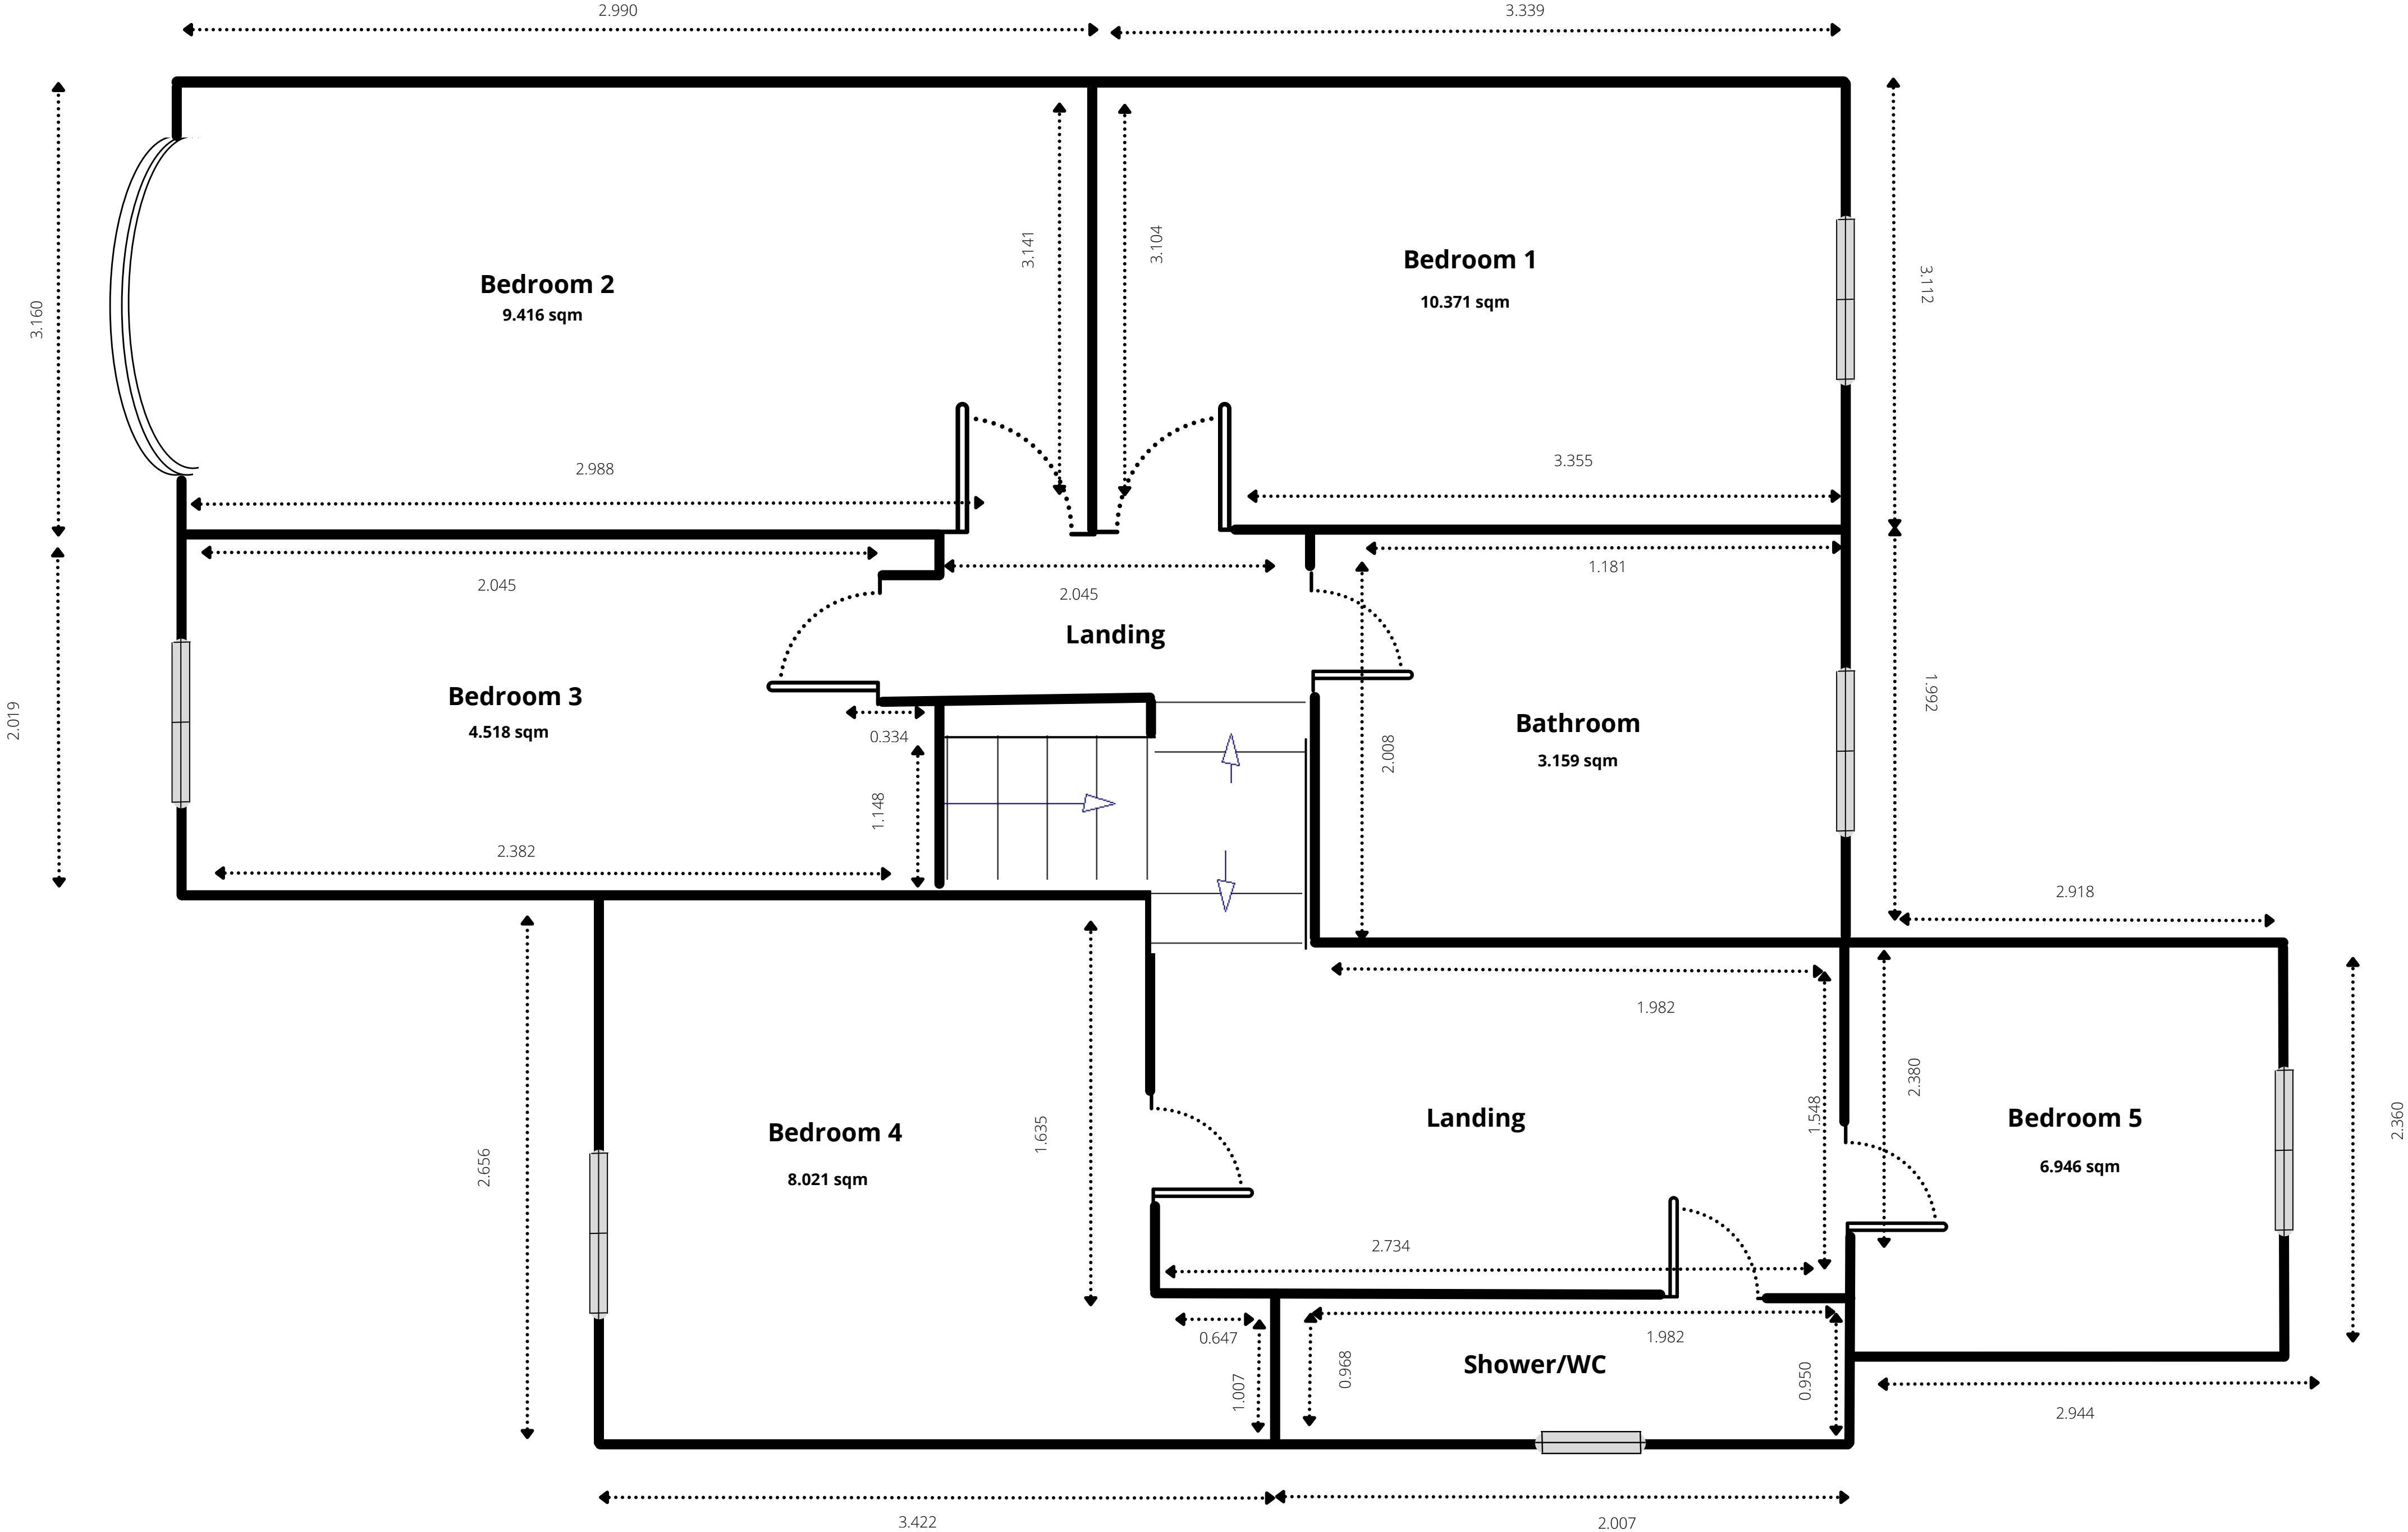 2.990
3.339
3.141
3.104
Bedroom 1
10.371 sqm
Bedroom 2
9.416 sqm
3.160
3.112
2.988
3.355
2.045
2.045
1.181
Landing
Bedroom 3
4.518 sqm
2.019
0.334
1.148
2.382
Bathroom
3.159 sqm
2.008
1.992
2.918
1.982
2.380
1.548
Landing
Bedroom 5
6.946 sqm
2.360
Bedroom 4
8.021 sqm
1.635
2.656
2.734
0.647
1.007
1.982
0.968
Shower/WC
0.950
2.944
3.422
2.007